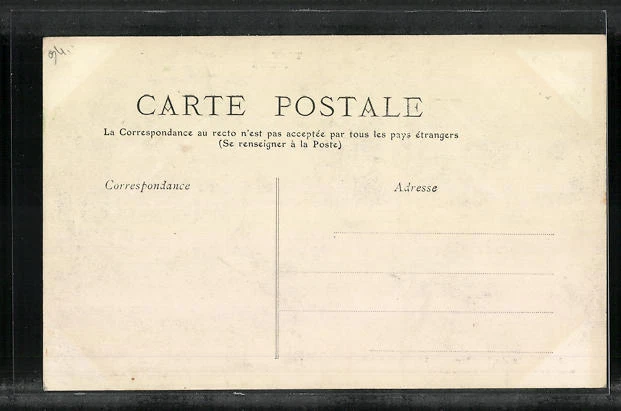 CARTE POSTALE
La Correspondance au recto n'est pas acceptée par tous les pays étrangers
(Se renseigner à la Poste)
Correspondance
Adresse